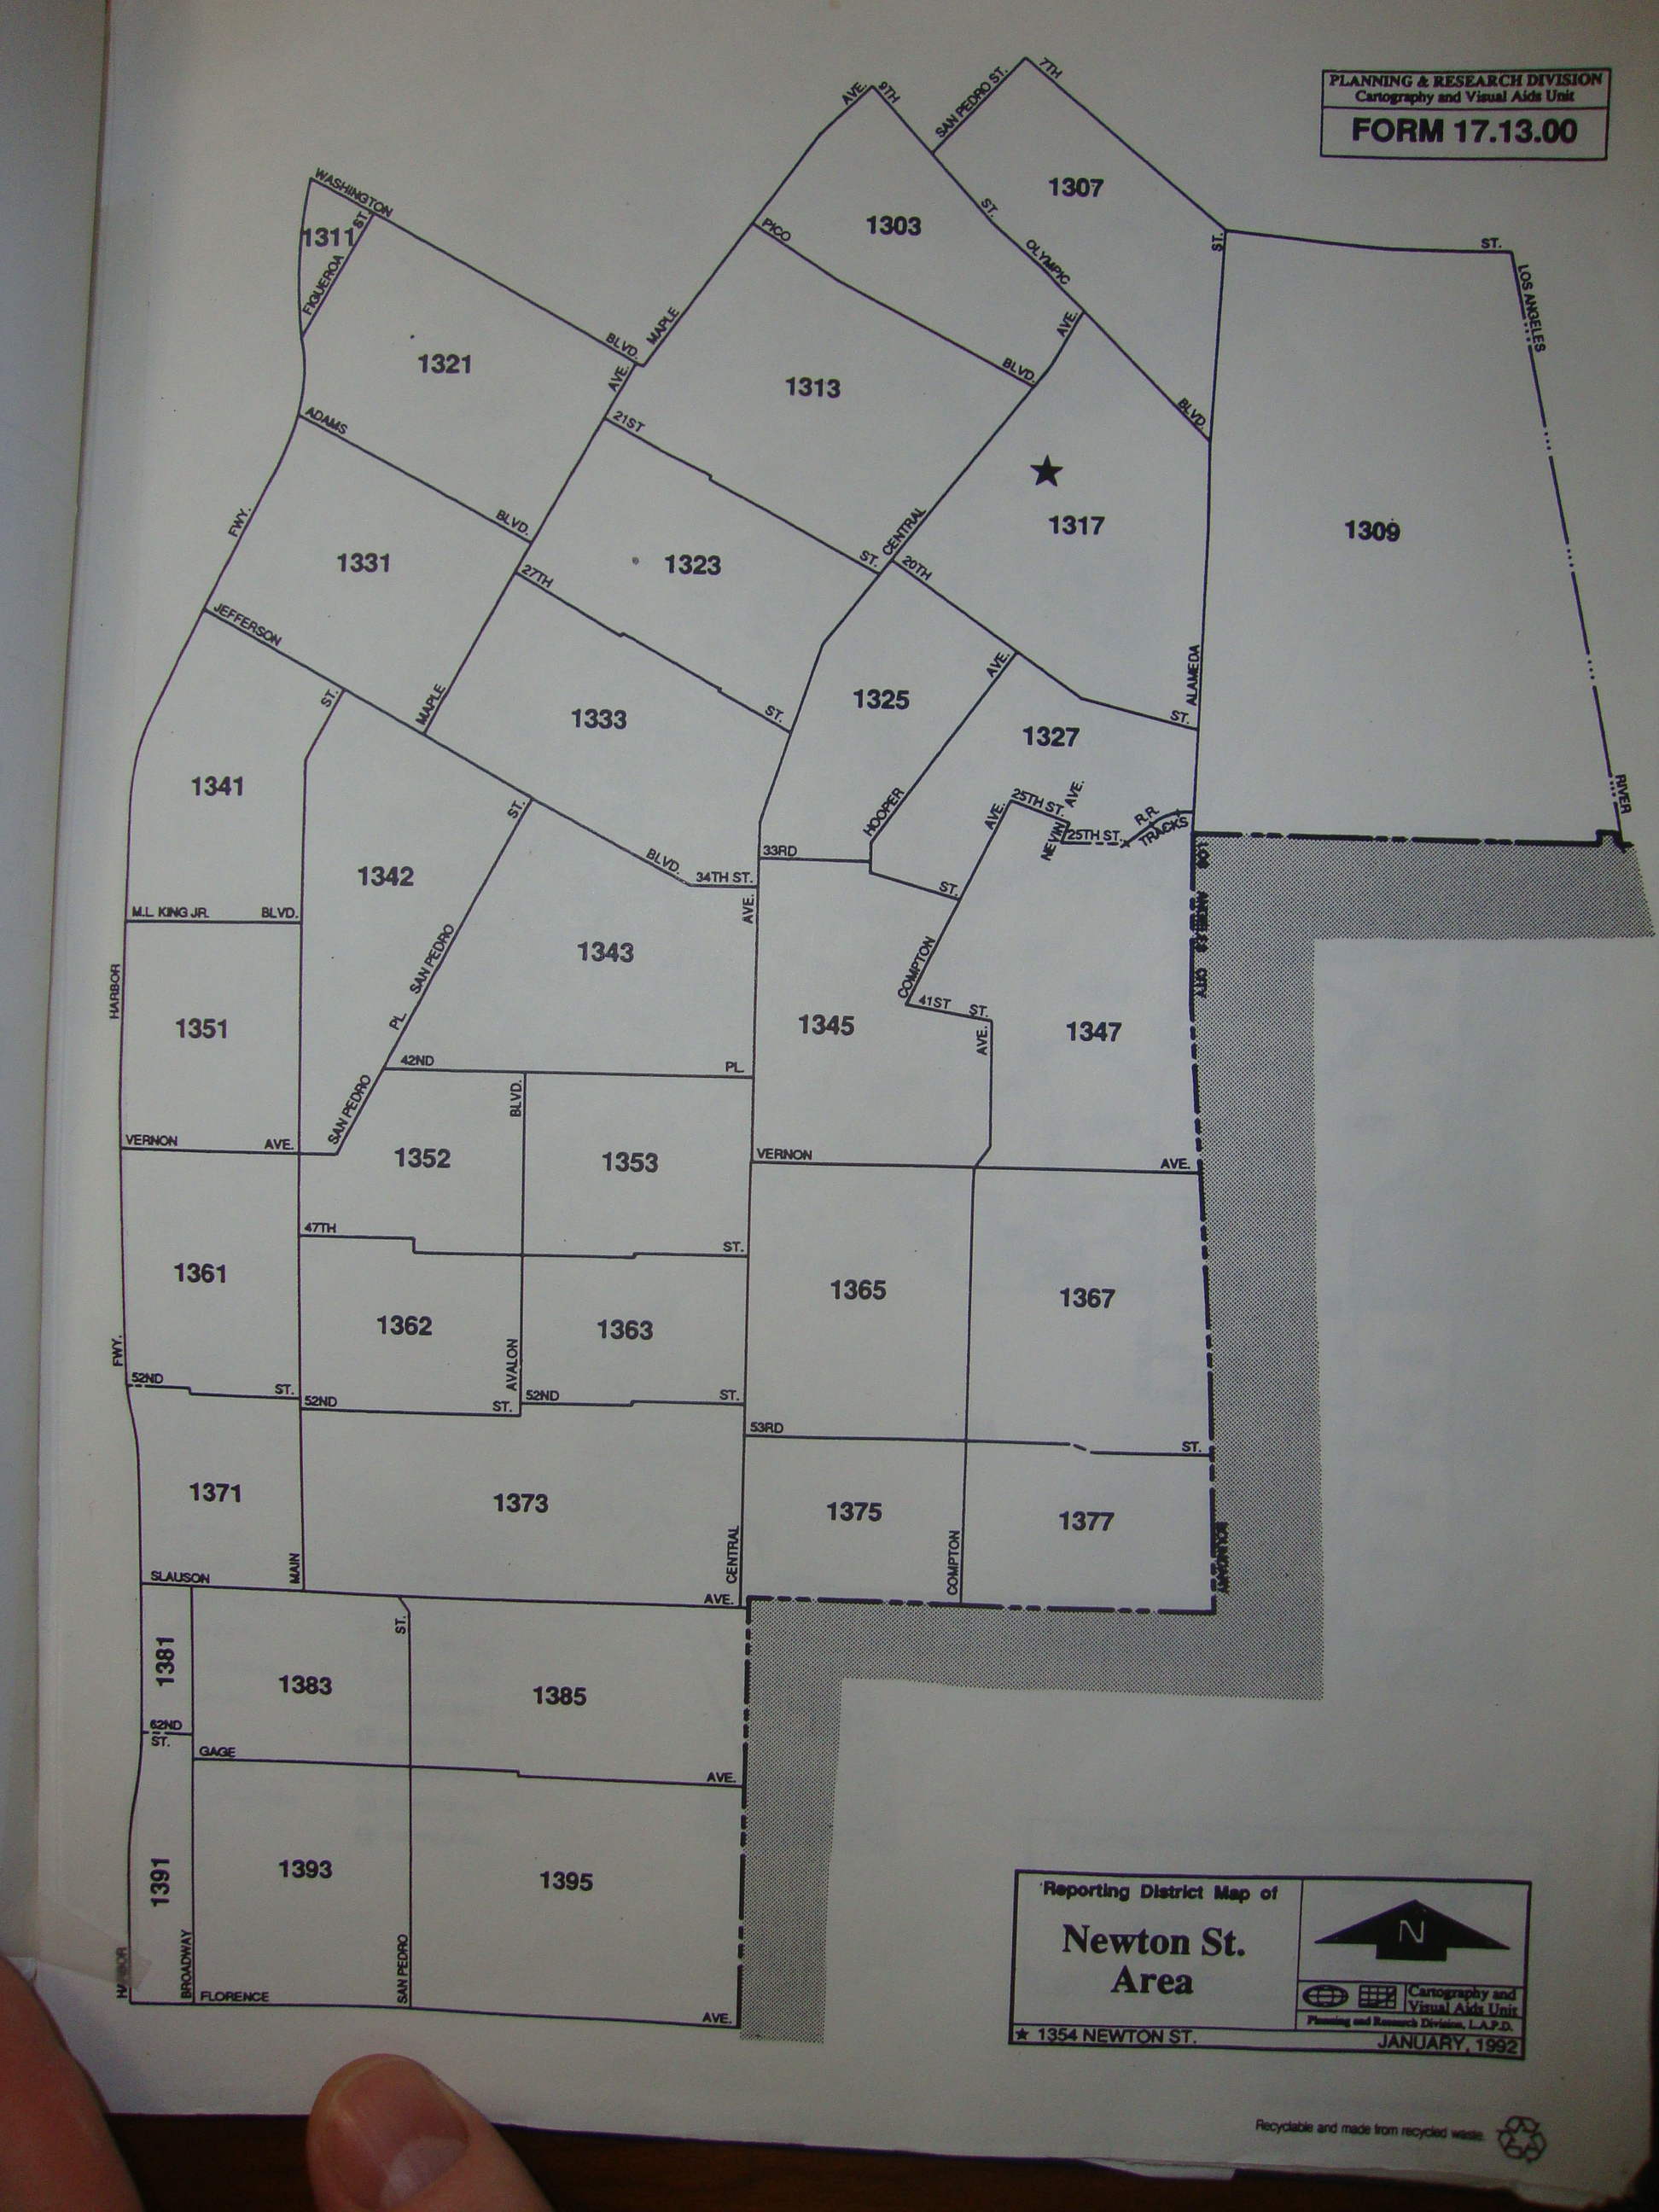 PLANNING & RESEARCH DIVISION
Cartography and Visual Aids Unit
FORM 17.13.00
7TH
SAN PEDRO ST.
AVE.
9TH
WASHINGTON
1307
1303
ST.
PICO
1311
ST.
FIGUEROA
ST.
ST.
OLYMPIC
LOS ANGELES
MAPLE
BLVD.
AVE.
1321
AVE.
BLVD.
1313
21ST
ADAMS
BLVD.
FWY.
BLVD.
CENTRAL
1317
1309
1331
27TH
1323
ST.
20TH
JEFFERSON
ST.
MAPLE
1333
ST.
1325
AVE.
ALAMEDA
ST.
1327
1341
ST.
HOOPER
AVE.
25TH ST.
AVE.
NEVIN
25TH ST.
R.R.
TRACKS
RIVER
33RD
BLVD.
34TH ST.
1342
ST.
AVE.
M.L. KING JR.
BLVD.
SAN PEDRO
1343
COMPTON
LOS ANGELES CITY
HARBOR
1351
PL.
41ST
ST.
1345
AVE.
1347
42ND
PL.
SAN PEDRO
BLVD.
VERNON
AVE.
1352
1353
VERNON
AVE.
47TH
ST.
1361
1365
1367
1362
1363
FWY.
AVALON
52ND
ST.
52ND
ST.
52ND
ST.
53RD
ST.
1371
1373
1375
1377
MAIN
CENTRAL
COMPTON
BOUNDARY
SLAUSON
AVE.
ST.
1381
1383
1385
62ND
ST.
GAGE
AVE.
1391
1393
1395
HARBOR
BROADWAY
SAN PEDRO
FLORENCE
AVE.
Reporting District Map of
Newton St.
Area
N
Cartography and
Visual Aids Unit
Planning and Research Division, L.A.P.D.
★ 1354 NEWTON ST.
JANUARY, 1992
Recyclable and made from recycled waste.